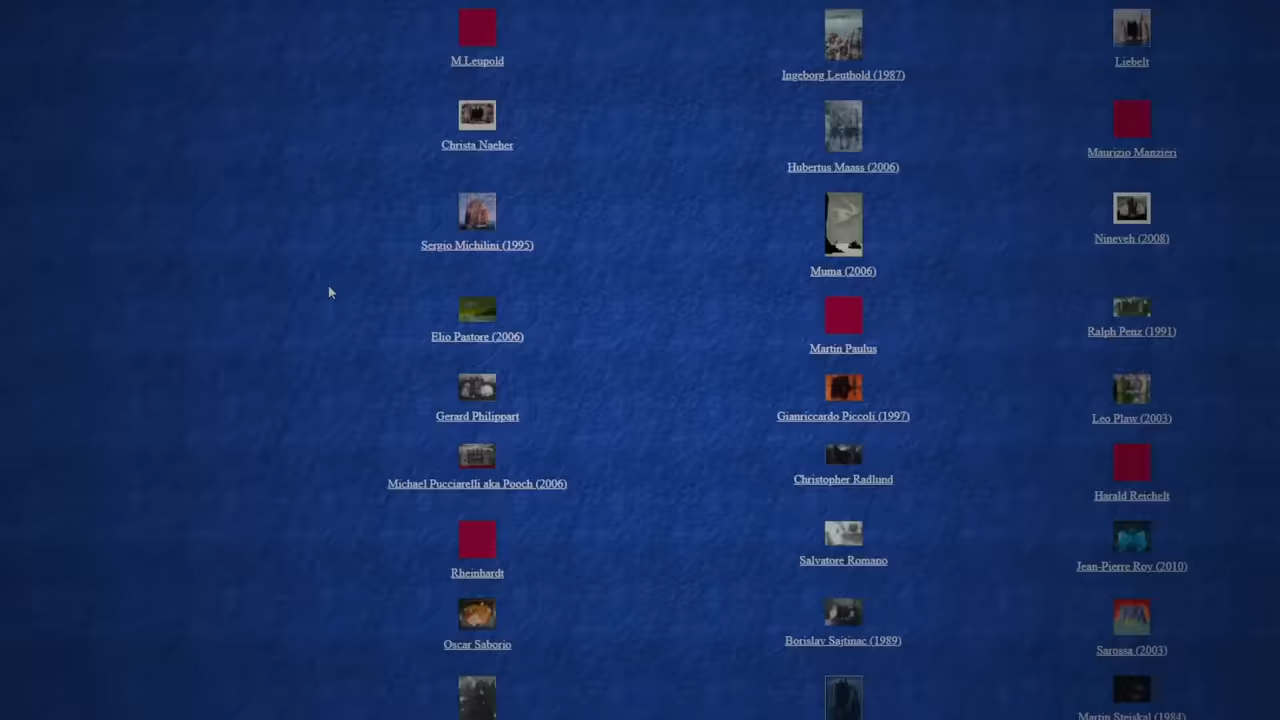 M.Leupold
Ingeborg Leuthold (1987)
Liebelt
Christa Naeher
Hubertus Maass (2006)
Maurizio Manzieri
Sergio Michilini (1995)
Muma (2006)
Nineveh (2008)
Elio Pastore (2006)
Martin Paulus
Ralph Penz (1991)
Gerard Philippart
Gianriccardo Piccoli (1997)
Leo Plaw (2003)
Michael Pucciarelli aka Pooch (2006)
Christopher Radlund
Harald Reichelt
Rheinhardt
Salvatore Romano
Jean-Pierre Roy (2010)
Oscar Saborio
Borislav Sajtinac (1989)
Sarossa (2003)
Martin Steiskal (1984)